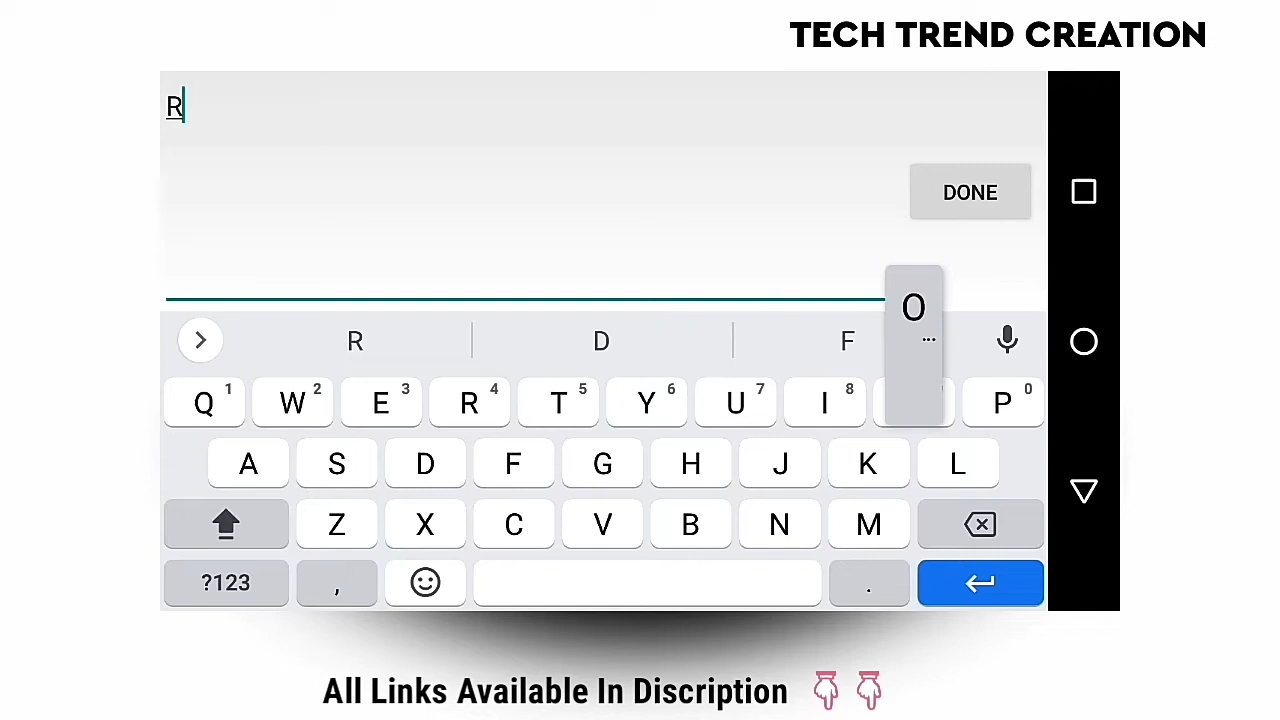 TECH TREND CREATION
R
DONE
O
...
R D F
Q 1 W 2 E 3 R 4 T 5 Y 6 U 7 I 8 P 0
A S D F G H J K L
Z X C V B N M
?123 , .
All Links Available In Discription